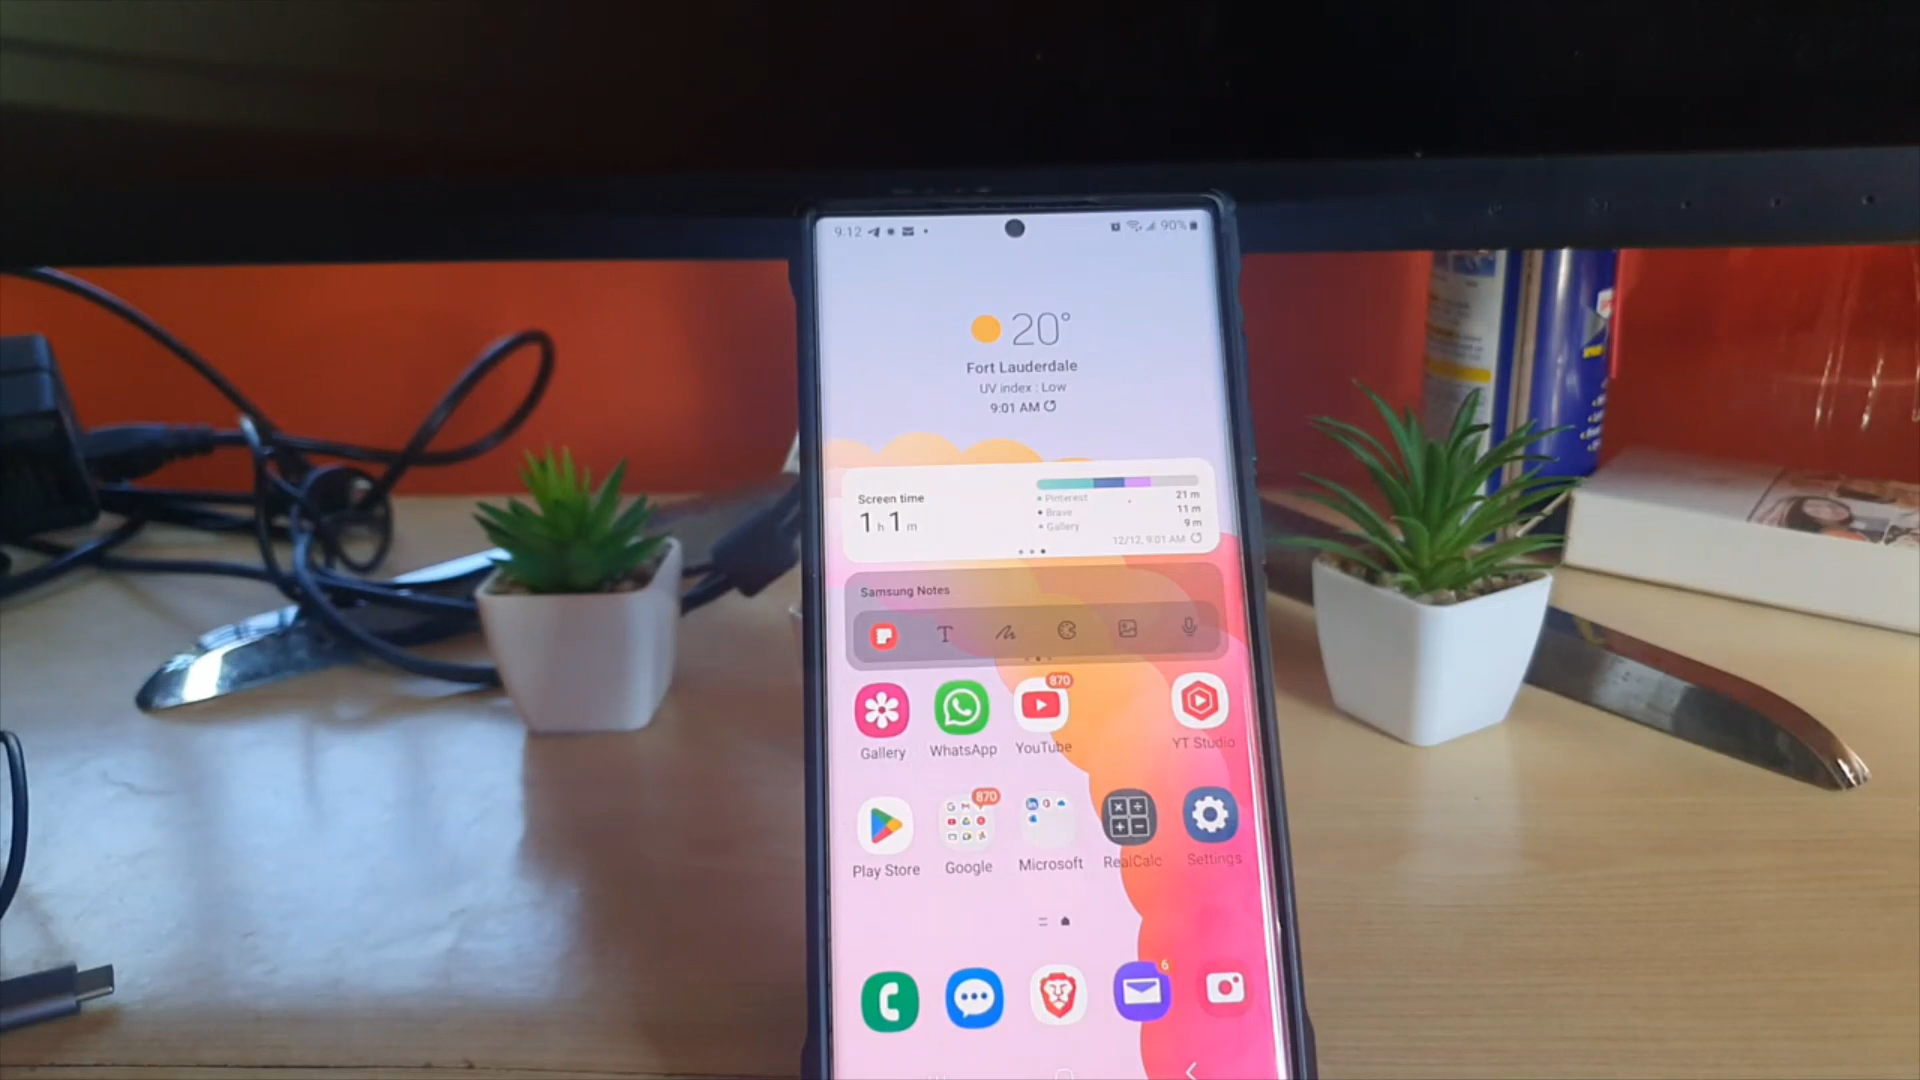 9:12
90%
20°
Fort Lauderdale
UV index : Low
9:01 AM
Screen time
1 h 1 m
Pinterest 21 m
Brave 11 m
Gallery 9 m
12/12, 9:01 AM
Samsung Notes
T
870
Gallery WhatsApp YouTube YT Studio
870
Play Store Google Microsoft RealCalc Settings
6